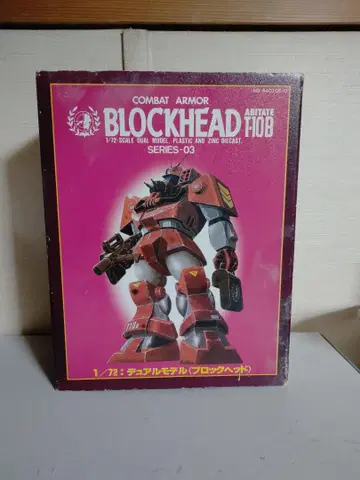 COMBAT ARMOR
BLOCKHEAD
ABITATE
T-10B
1/72 SCALE DUAL MODEL, PLASTIC AND ZINC DIECAST.
SERIES-03
1/72:デュアルモデル〈ブロックヘッド〉